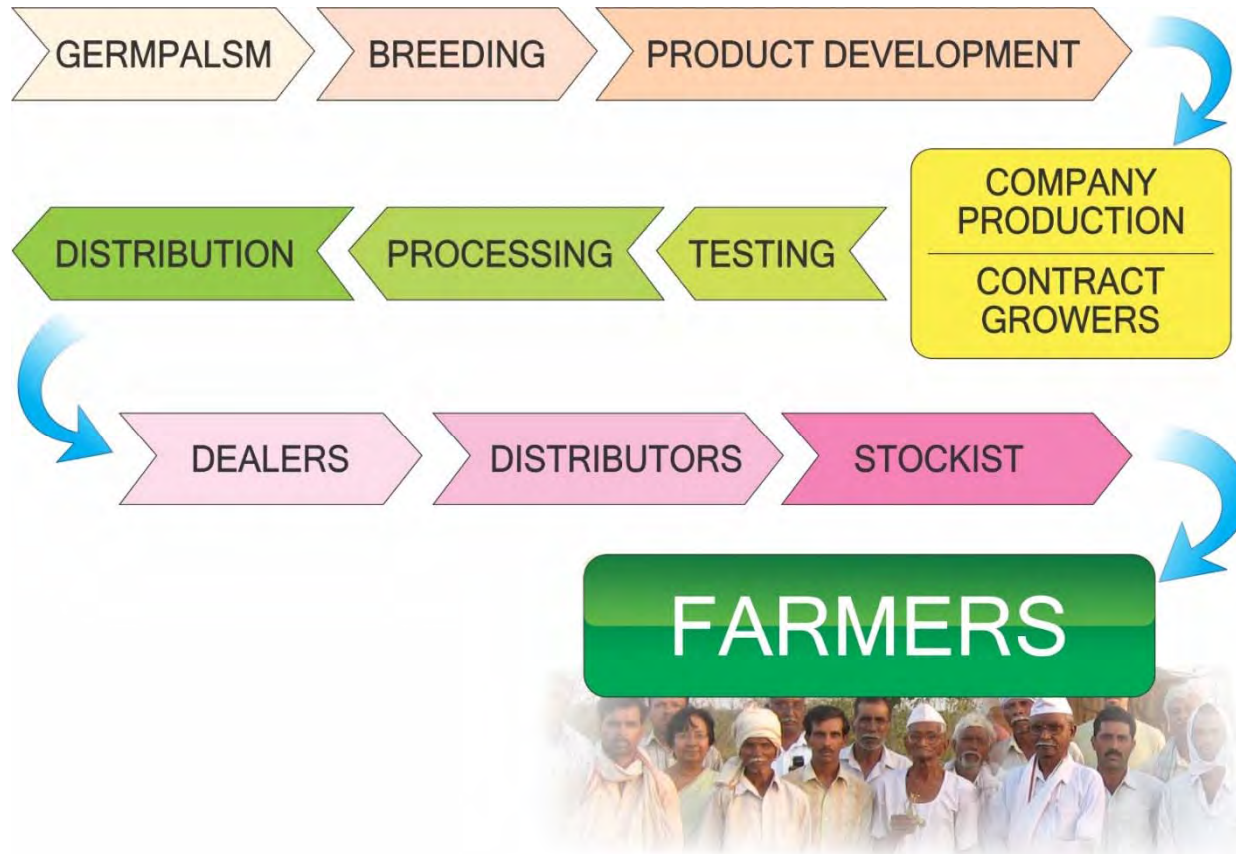 GERMPALSM BREEDING PRODUCT DEVELOPMENT
COMPANY
PRODUCTION
CONTRACT
GROWERS
TESTING
PROCESSING
DISTRIBUTION
DEALERS DISTRIBUTORS STOCKIST
FARMERS